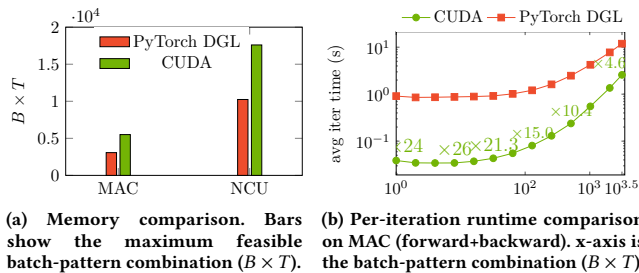 ·10⁴
PyTorch DGL
CUDA
2
1.5
1
0.5
0
B × T
MAC
NCU
CUDA
PyTorch DGL
avg iter time (s)
10¹
10⁰
10⁻¹
×24
×26
×21.3
×15.0
×10.4
×4.6
10⁰
10²
10³
10³·⁵
(a) Memory comparison. Bars
show the maximum feasible
batch-pattern combination (B × T).
(b) Per-iteration runtime comparison
on MAC (forward+backward). x-axis is
the batch-pattern combination (B × T)